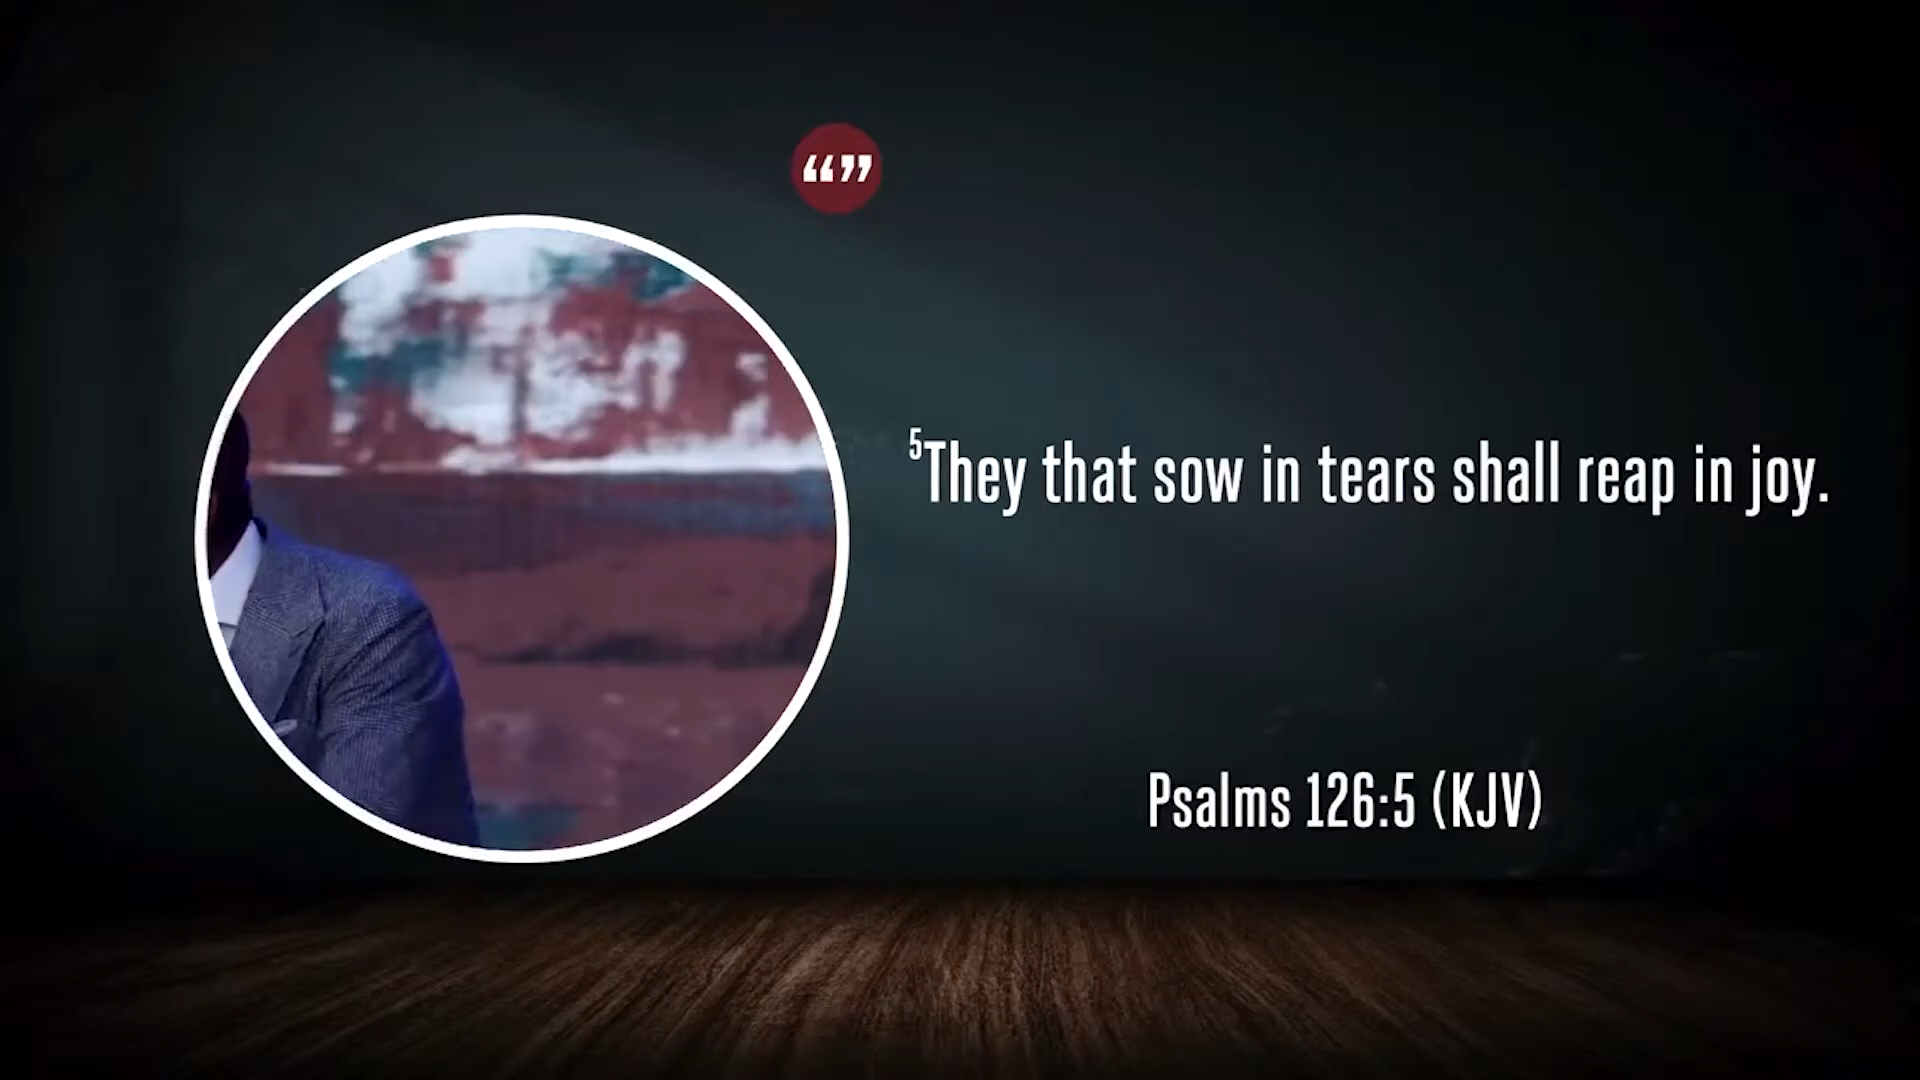 “”
⁵They that sow in tears shall reap in joy.
Psalms 126:5 (KJV)